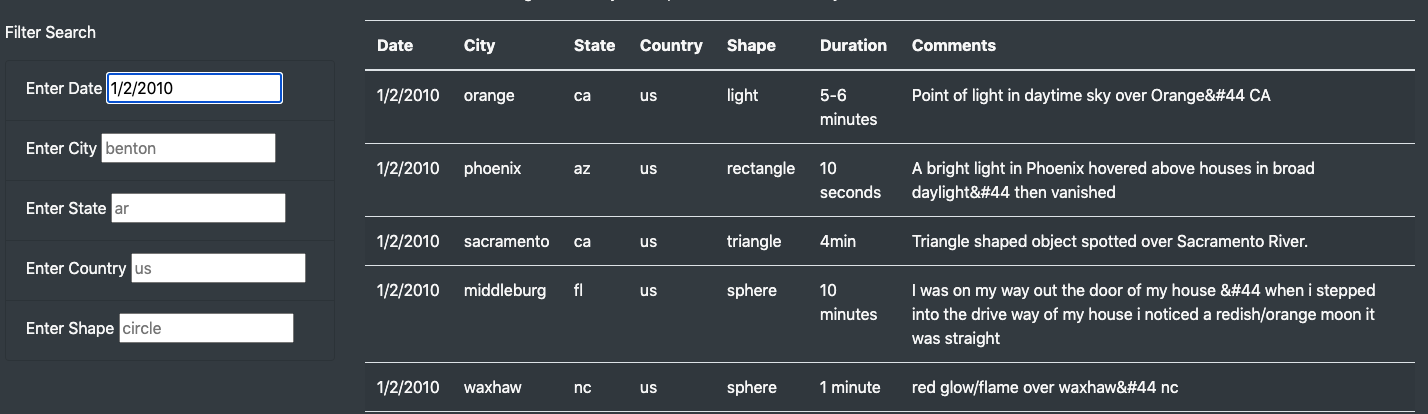 Filter Search
Enter Date 1/2/2010
Enter City benton
Enter State ar
Enter Country us
Enter Shape circle
Date City State Country Shape Duration Comments
1/2/2010 orange ca us light 5-6 Point of light in daytime sky over Orange&#44 CA
minutes
1/2/2010 phoenix az us rectangle 10 A bright light in Phoenix hovered above houses in broad
seconds daylight&#44 then vanished
1/2/2010 sacramento ca us triangle 4min Triangle shaped object spotted over Sacramento River.
1/2/2010 middleburg fl us sphere 10 I was on my way out the door of my house &#44 when i stepped
minutes into the drive way of my house i noticed a redish/orange moon it
was straight
1/2/2010 waxhaw nc us sphere 1 minute red glow/flame over waxhaw&#44 nc